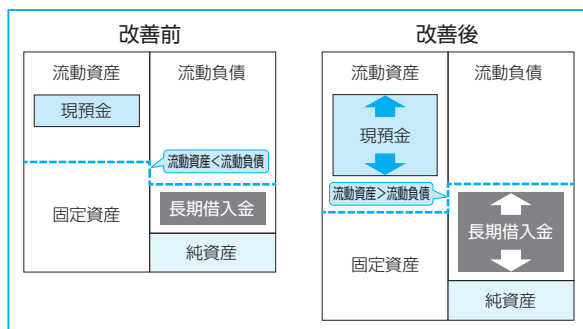 改善前
流動資産
流動負債
現預金
流動資産<流動負債
固定資産
長期借入金
純資産
改善後
流動資産
流動負債
現預金
流動資産>流動負債
長期借入金
固定資産
純資産